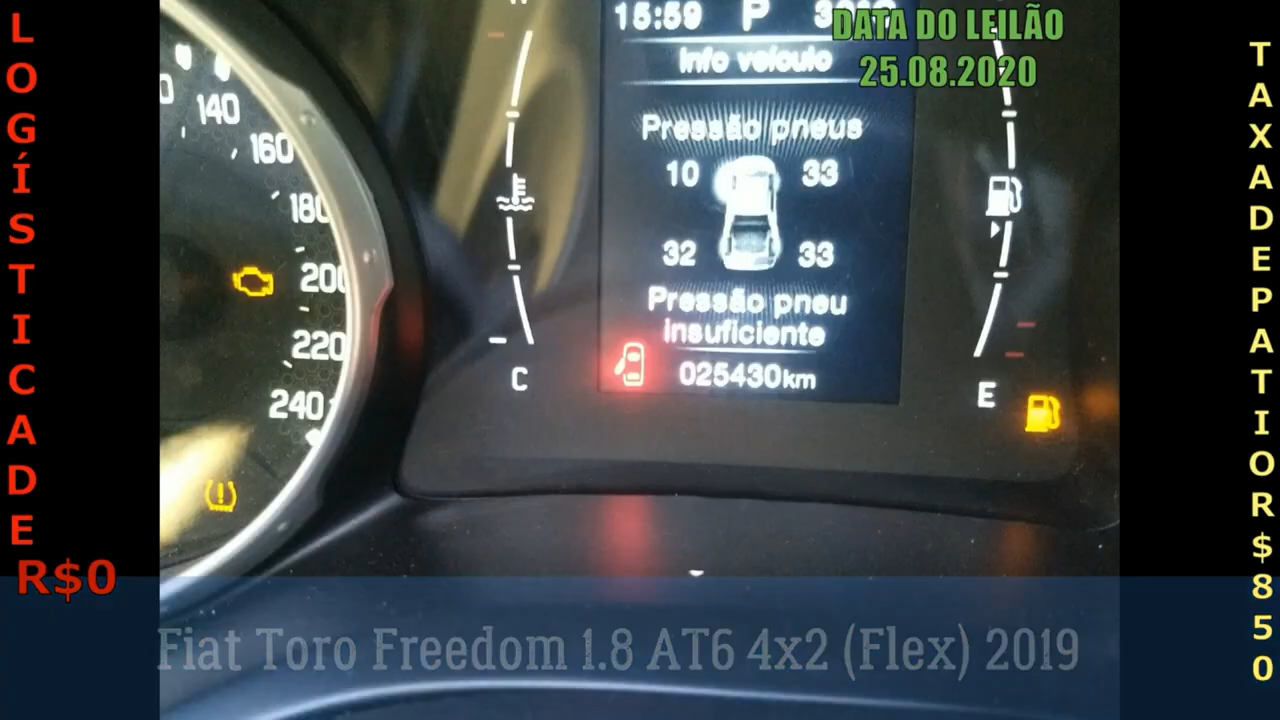 LOGÍSTICA DE
R$0
140
160
180
200
220
240
15:59 P
Info veículo
Pressão pneus
10 33
32 33
Pressão pneu
insuficiente
025430km
C
E
DATA DO LEILÃO
25.08.2020
TAXA DE PATIO R$850
Fiat Toro Freedom 1.8 AT6 4x2 (Flex) 2019